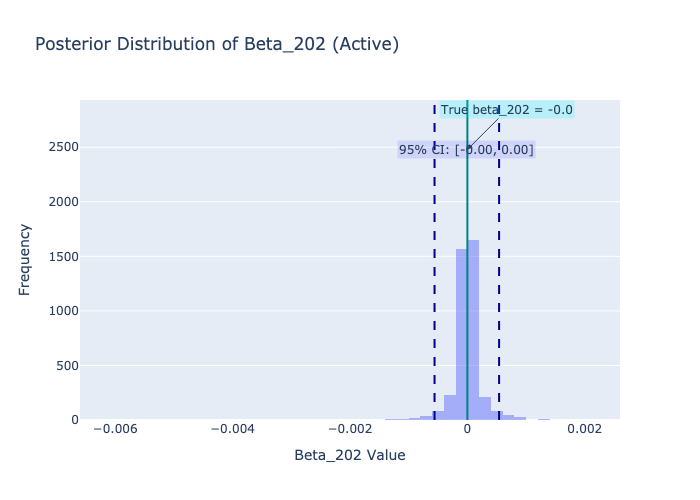 Posterior Distribution of Beta_202 (Active)
True beta_202 = -0.0
95% CI: [-0.00, 0.00]
2500
2000
1500
1000
500
0
Frequency
−0.006
−0.004
−0.002
0
0.002
Beta_202 Value